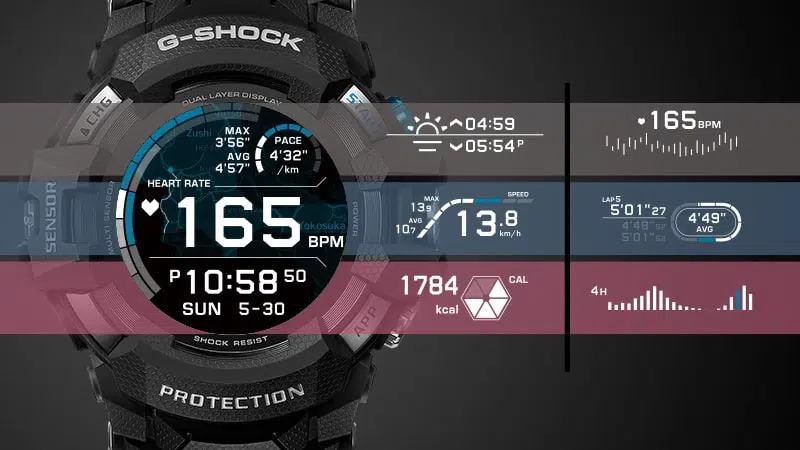 G-SHOCK
DUAL LAYER DISPLAY
ACHG
START
Zushi
MAX
3'56"
AVG
4'57"
PACE
4'32"
/km
HEART RATE
165 BPM
Yokosuka
P 10:58 50
SUN 5-30
SENSOR
MULTI SENSOR
POWER
APP
SHOCK RESIST
PROTECTION
04:59
05:54 P
MAX
13.9
AVG
10.7
SPEED
13.8
km/h
1784
kcal
CAL
165 BPM
LAP5
5'01"27
4'48"
5'01"
4'49"
AVG
4H